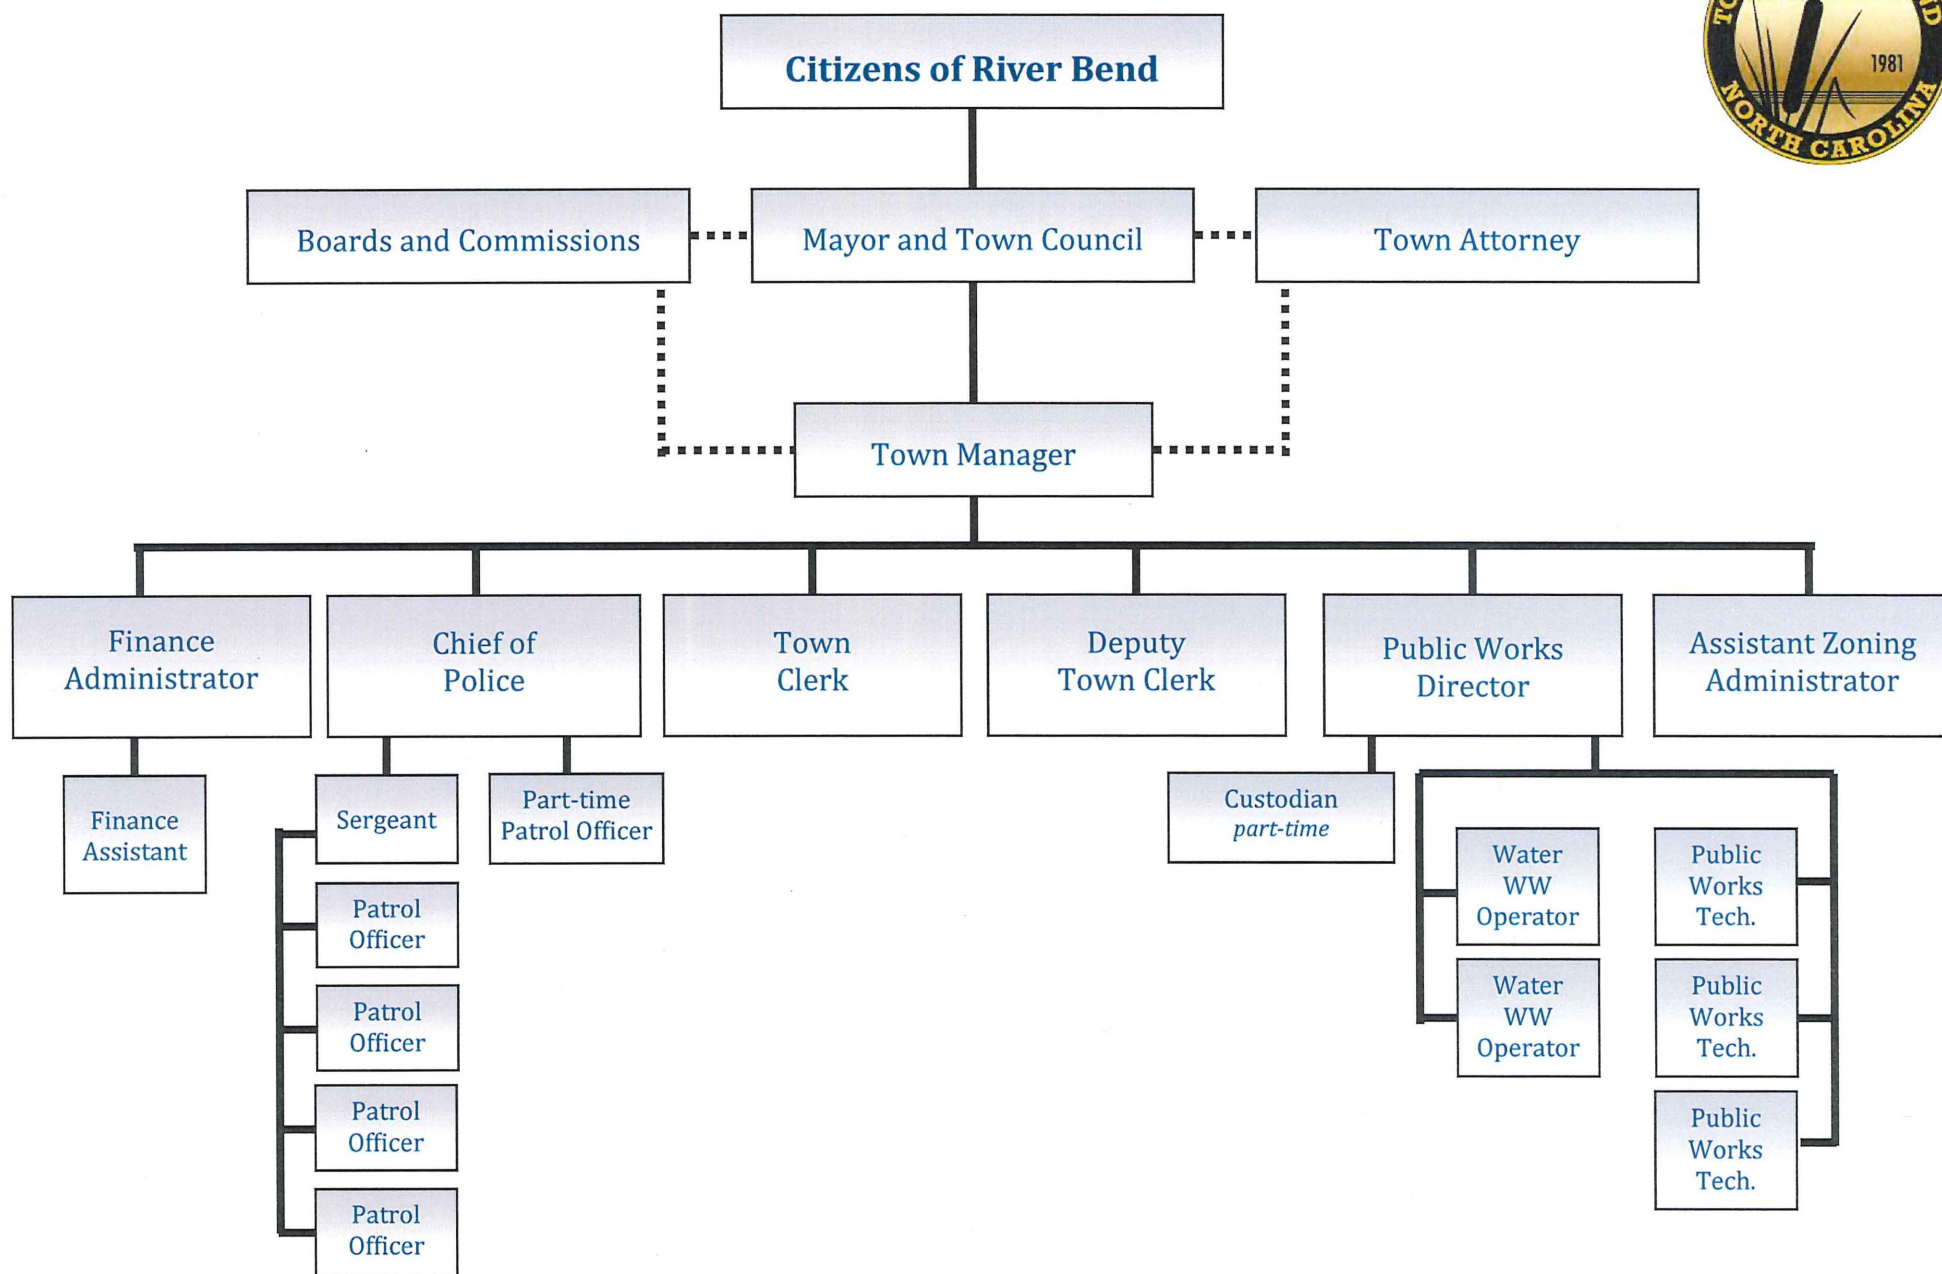 Citizens of River Bend
1981
NORTH CAROLINA
Boards and Commissions
Mayor and Town Council
Town Attorney
Town Manager
Finance
Administrator
Chief of
Police
Town
Clerk
Deputy
Town Clerk
Public Works
Director
Assistant Zoning
Administrator
Finance
Assistant
Sergeant
Part-time
Patrol Officer
Custodian
part-time
Patrol
Officer
Patrol
Officer
Patrol
Officer
Patrol
Officer
Water
WW
Operator
Water
WW
Operator
Public
Works
Tech.
Public
Works
Tech.
Public
Works
Tech.